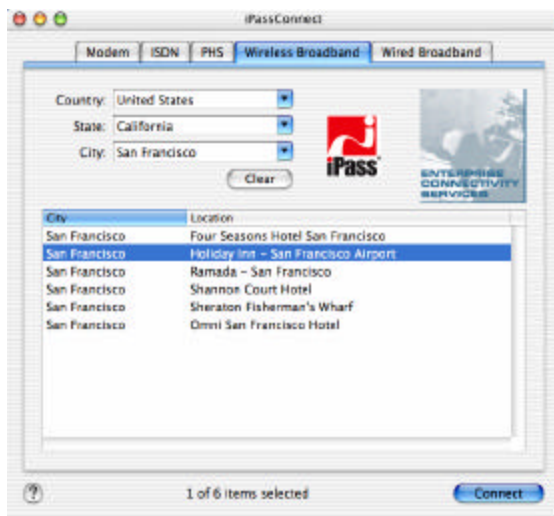 iPassConnect
Modem ISDN PHS Wireless Broadband Wired Broadband
Country: United States
State: California
City: San Francisco
Clear
iPass
ENTERPRISE
CONNECTIVITY
SERVICES
City Location
San Francisco Four Seasons Hotel San Francisco
San Francisco Holiday Inn – San Francisco Airport
San Francisco Ramada – San Francisco
San Francisco Shannon Court Hotel
San Francisco Sheraton Fisherman's Wharf
San Francisco Omni San Francisco Hotel
? 1 of 6 items selected Connect